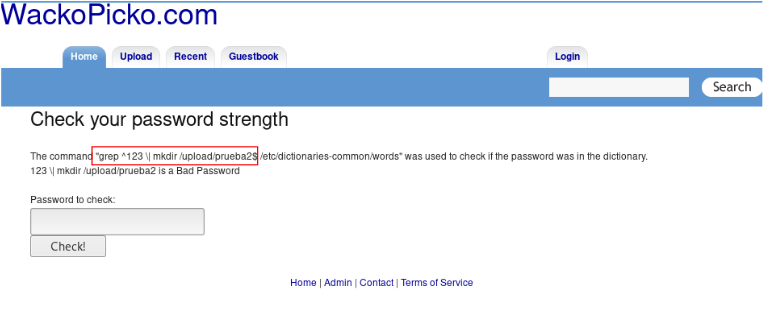 WackoPicko.com
Home Upload Recent Guestbook Login
Search
Check your password strength
The command "grep ^123 \| mkdir /upload/prueba2$ /etc/dictionaries-common/words" was used to check if the password was in the dictionary.
123 \| mkdir /upload/prueba2 is a Bad Password
Password to check:
Check!
Home | Admin | Contact | Terms of Service